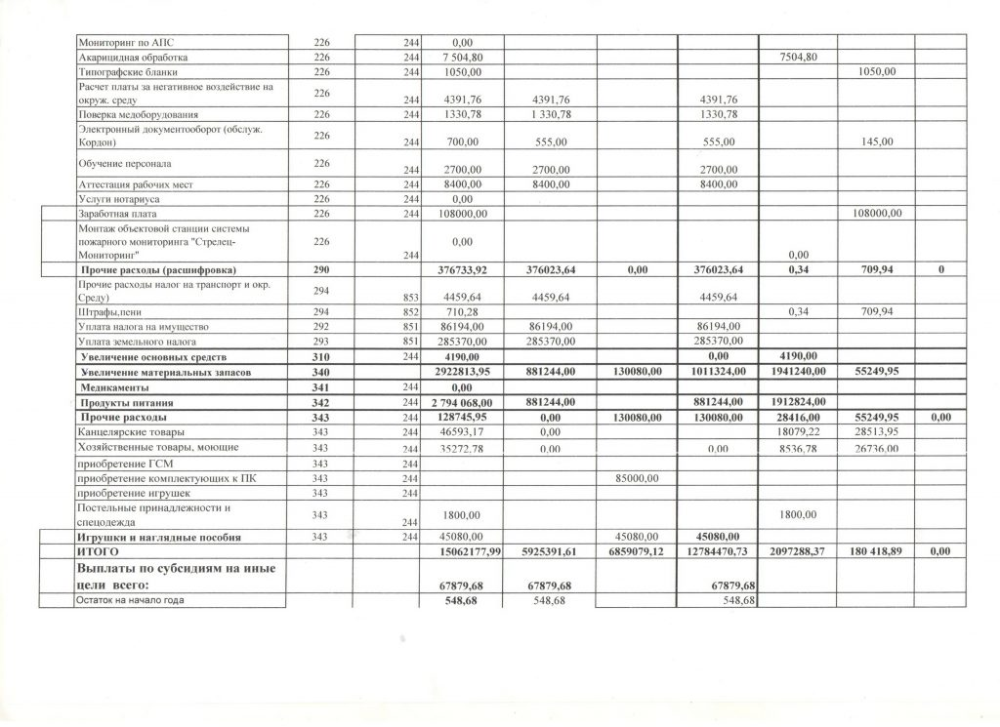 Мониторинг по АПС 226 244 0,00
Акарицидная обработка 226 244 7 504,80 7504,80
Типографские бланки 226 244 1050,00 1050,00
Расчет платы за негативное воздействие на
окруж. среду 226 244 4391,76 4391,76 4391,76
Поверка медоборудования 226 244 1330,78 1 330,78 1330,78
Электронный документооборот (обслуж.
Кордон) 226 244 700,00 555,00 555,00 145,00
Обучение персонала 226 244 2700,00 2700,00 2700,00
Аттестация рабочих мест 226 244 8400,00 8400,00 8400,00
Услуги нотариуса 226 244 0,00
Заработная плата 226 244 108000,00 108000,00
Монтаж объектовой станции системы
пожарного мониторинга "Стрелец- 226 0,00
Мониторинг" 244 0,00
Прочие расходы (расшифровка) 290 376733,92 376023,64 0,00 376023,64 0,34 709,94 0
Прочие расходы налог на транспорт и окр.
Среду) 294 853 4459,64 4459,64 4459,64
Штрафы,пени 294 852 710,28 0,34 709,94
Уплата налога на имущество 292 851 86194,00 86194,00 86194,00
Уплата земельного налога 293 851 285370,00 285370,00 285370,00
Увеличение основных средств 310 244 4190,00 0,00 4190,00
Увеличение материальных запасов 340 2922813,95 881244,00 130080,00 1011324,00 1941240,00 55249,95
Медикаменты 341 244 0,00
Продукты питания 342 244 2 794 068,00 881244,00 881244,00 1912824,00
Прочие расходы 343 244 128745,95 0,00 130080,00 130080,00 28416,00 55249,95 0,00
Канцелярские товары 343 244 46593,17 0,00 18079,22 28513,95
Хозяйственные товары, моющие 343 244 35272,78 0,00 0,00 8536,78 26736,00
приобретение ГСМ 343 244
приобретение комплектующих к ПК 343 244 85000,00
приобретение игрушек 343 244
Постельные принадлежности и
спецодежда 343 244 1800,00 1800,00
Игрушки и наглядные пособия 343 244 45080,00 45080,00 45080,00
ИТОГО 15062177,99 5925391,61 6859079,12 12784470,73 2097288,37 180 418,89 0,00
Выплаты по субсидиям на иные
цели всего: 67879,68 67879,68 67879,68
Остаток на начало года 548,68 548,68 548,68